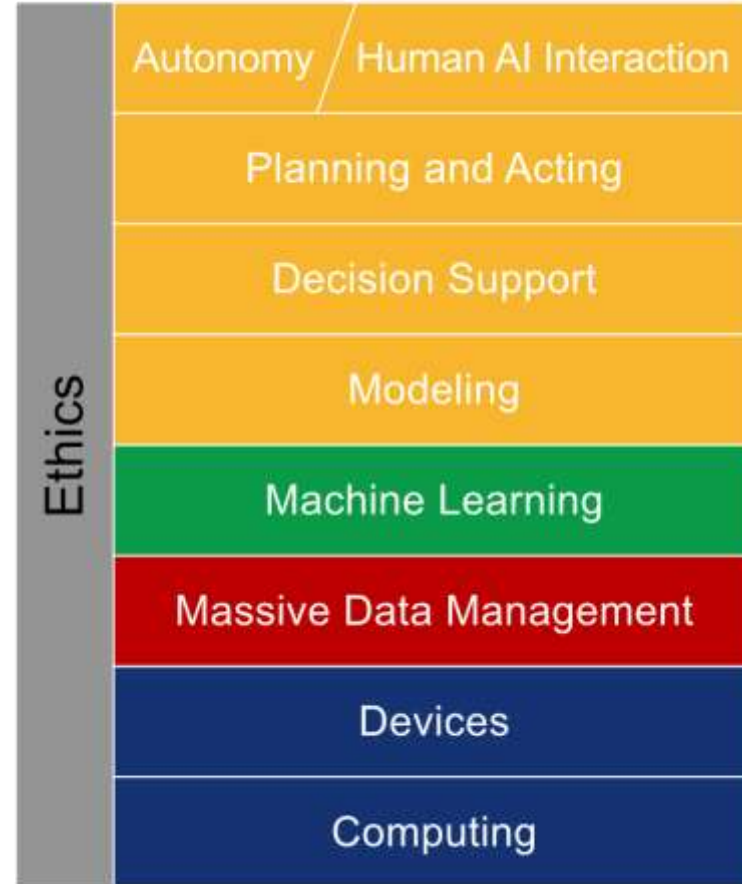 Ethics
Autonomy / Human AI Interaction
Planning and Acting
Decision Support
Modeling
Machine Learning
Massive Data Management
Devices
Computing